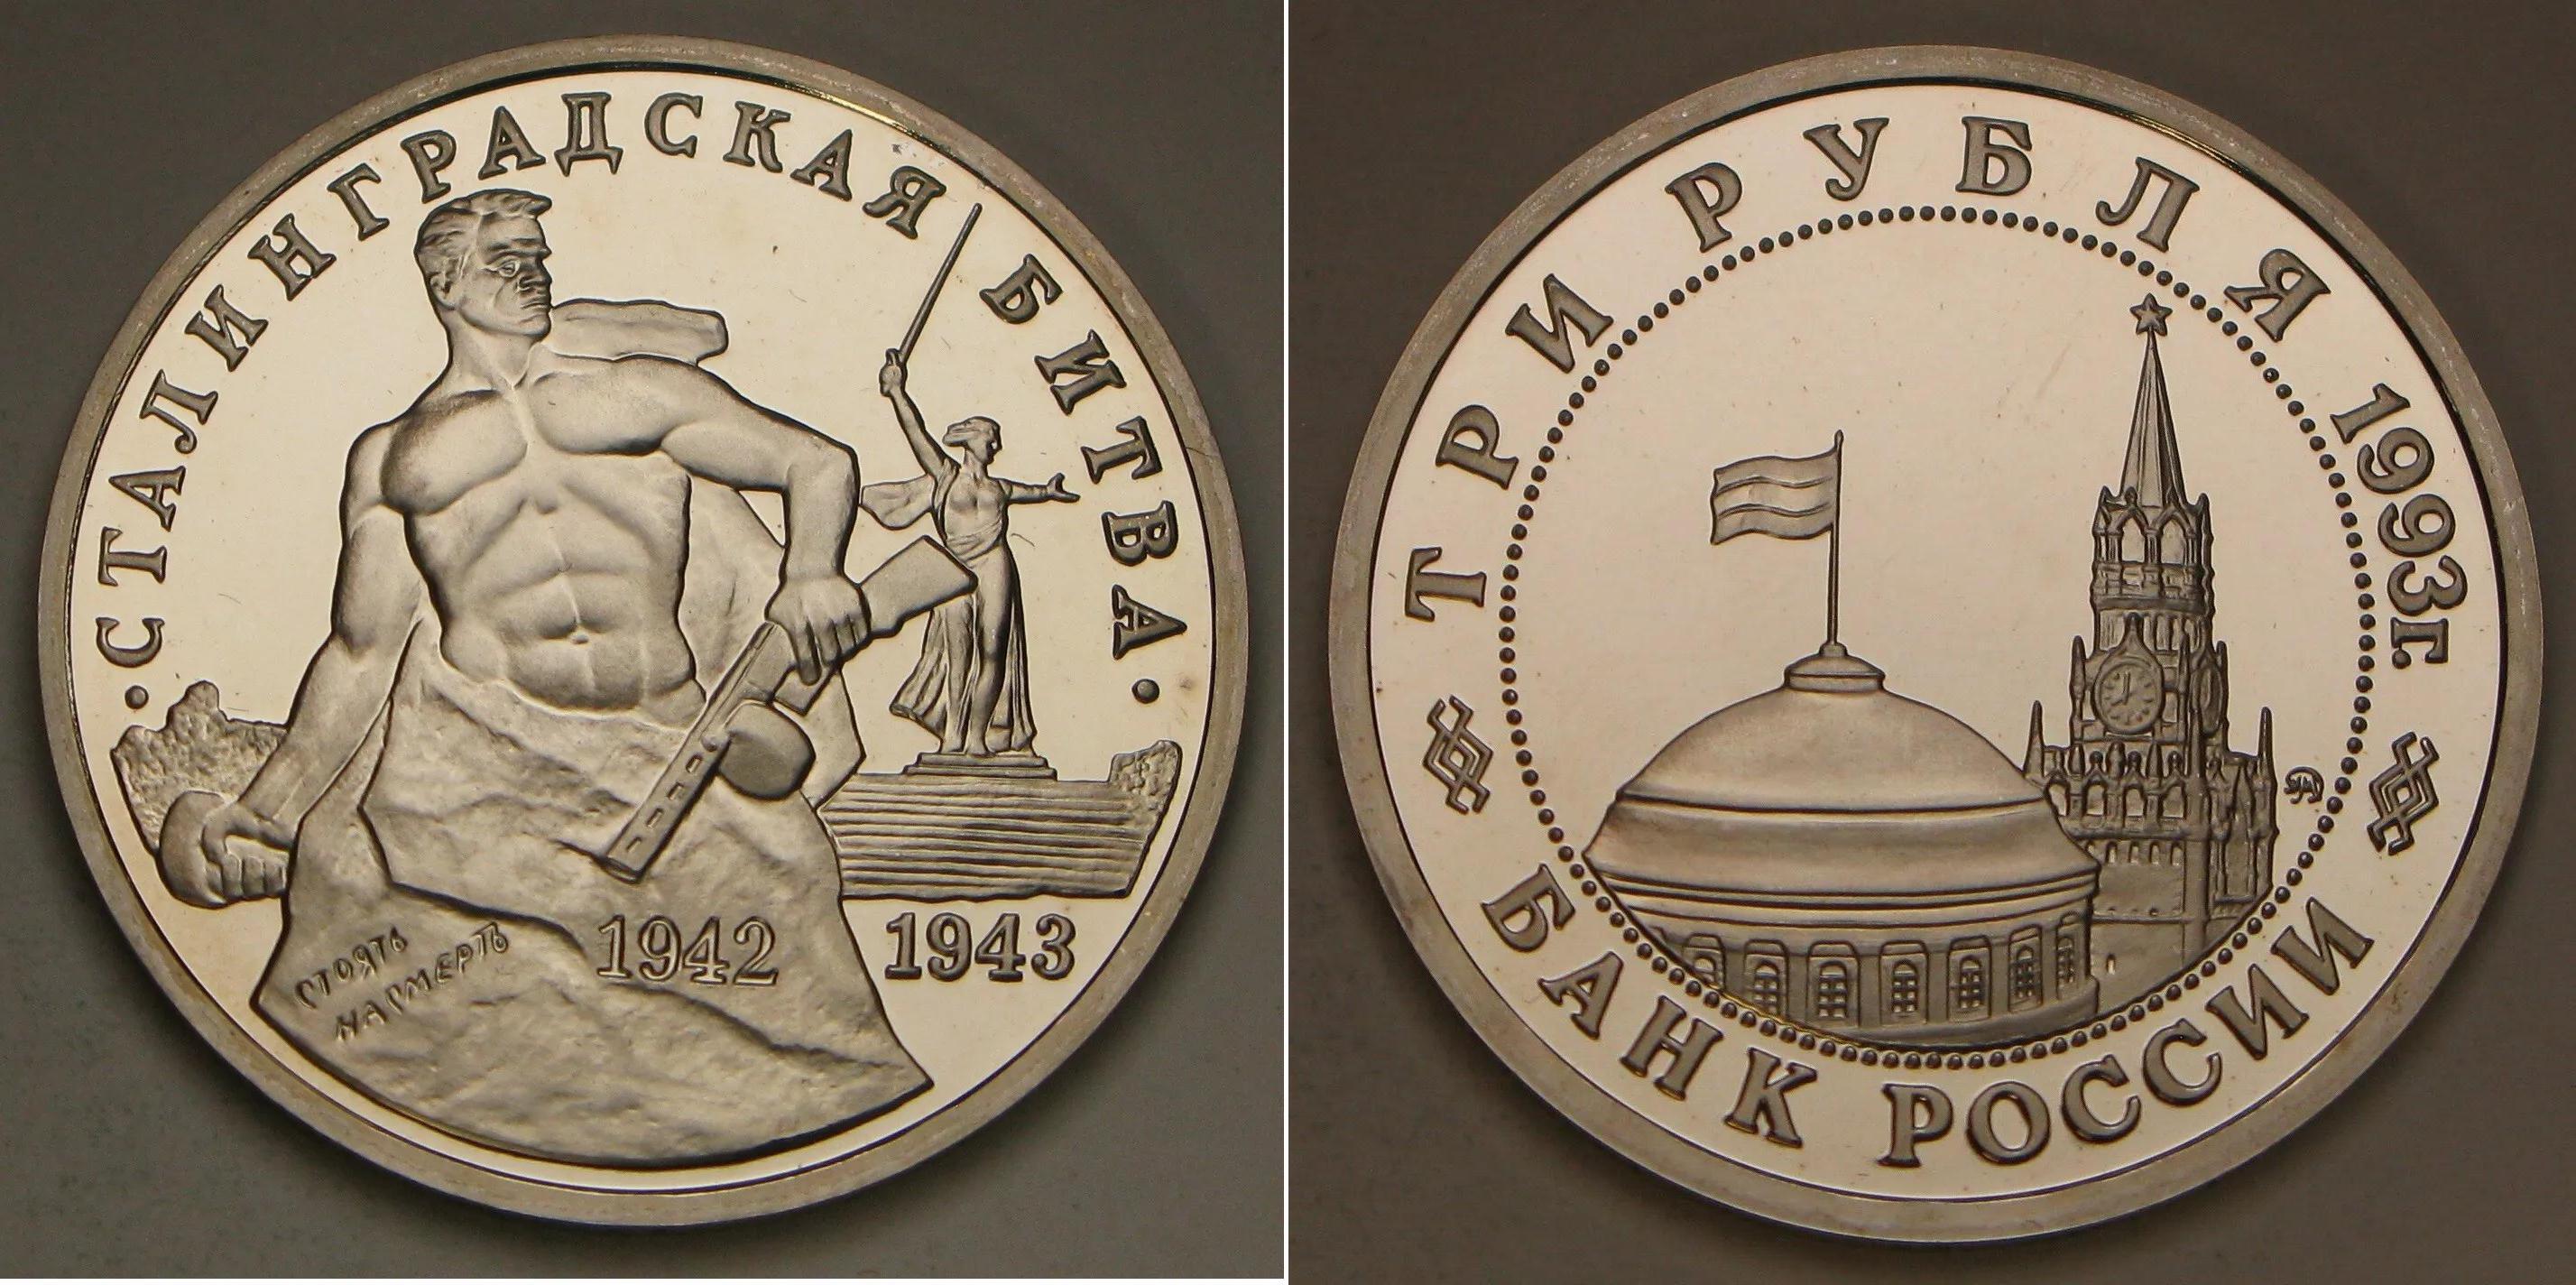 СТАЛИНГРАДСКАЯ БИТВА
СТОЯТЬ
НАСМЕРТЬ
1942 1943
ТРИ РУБЛЯ 1993г.
БАНК РОССИИ